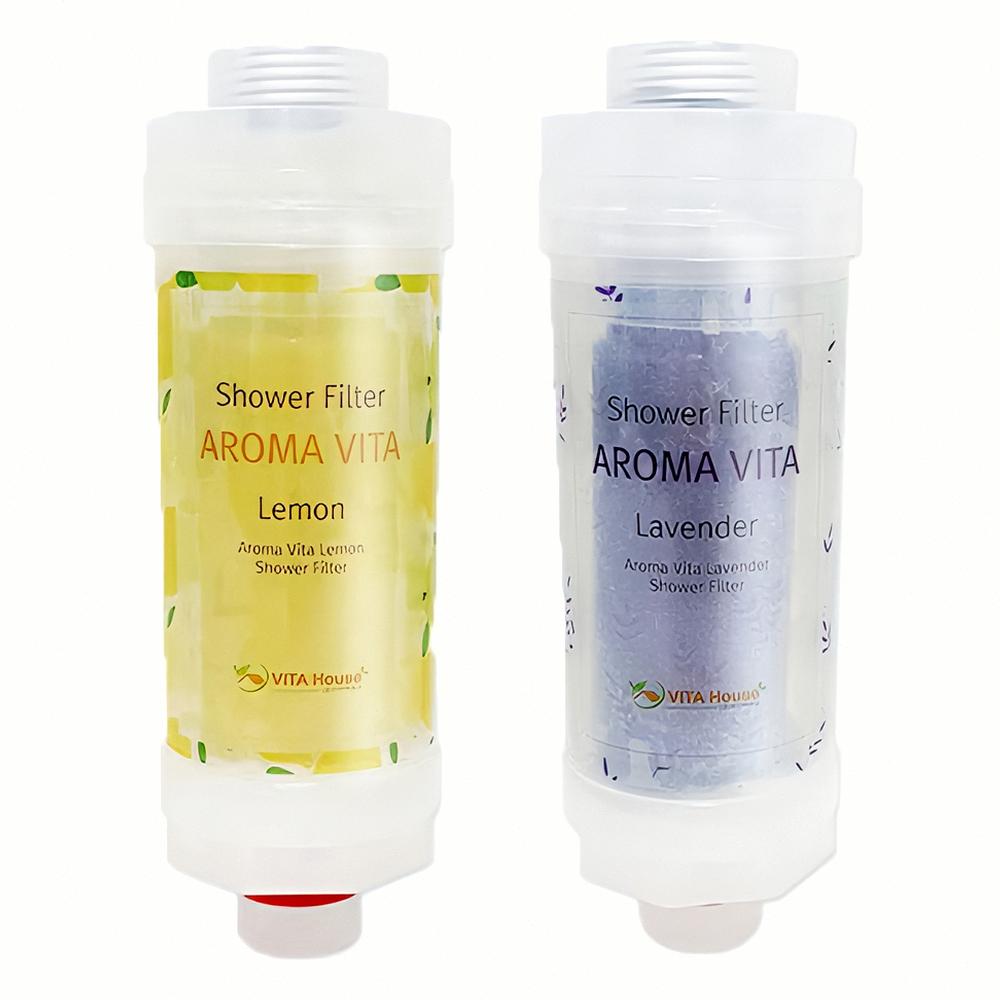 Shower Filter
AROMA VITA
Lemon
Aroma Vita Lemon
Shower Filter
VITA House
Shower Filter
AROMA VITA
Lavender
Aroma Vita Lavender
Shower Filter
VITA House